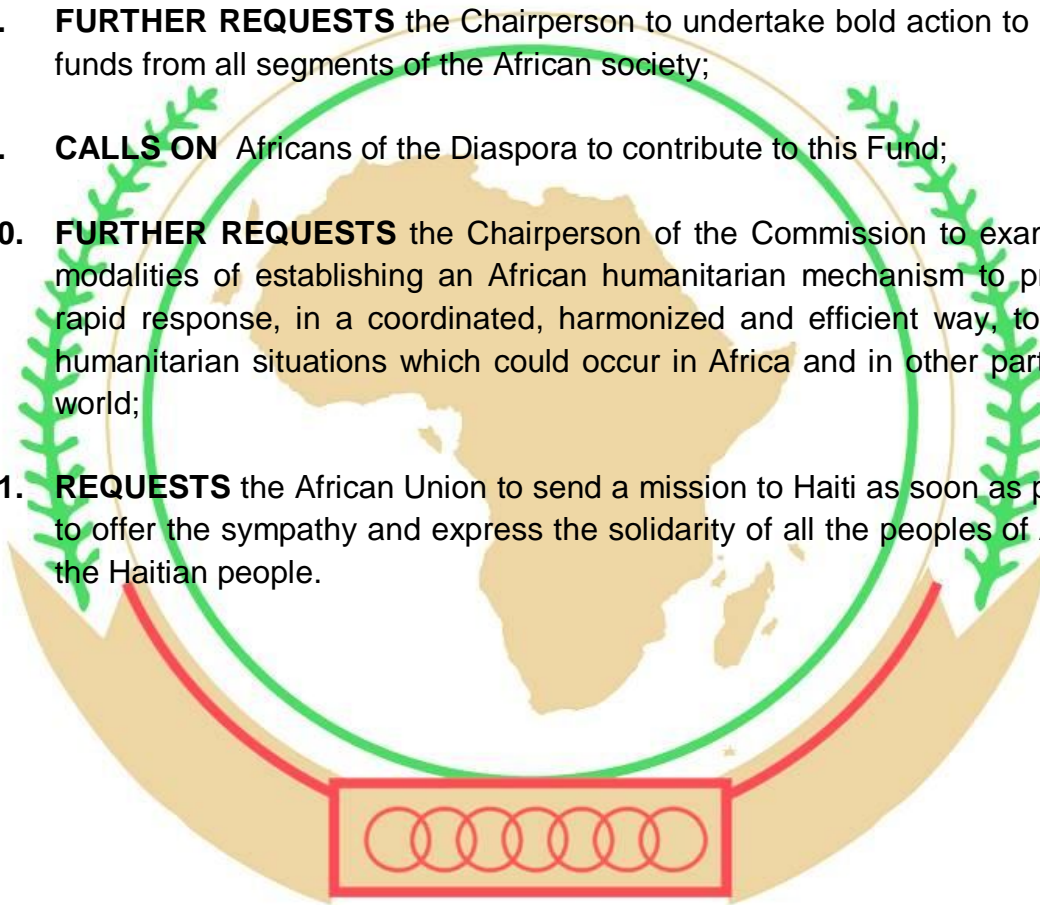 . FURTHER REQUESTS the Chairperson to undertake bold action to
funds from all segments of the African society;
. CALLS ON Africans of the Diaspora to contribute to this Fund;
0. FURTHER REQUESTS the Chairperson of the Commission to exa
modalities of establishing an African humanitarian mechanism to p
rapid response, in a coordinated, harmonized and efficient way, to
humanitarian situations which could occur in Africa and in other part
world;
1. REQUESTS the African Union to send a mission to Haiti as soon as p
to offer the sympathy and express the solidarity of all the peoples of
the Haitian people.